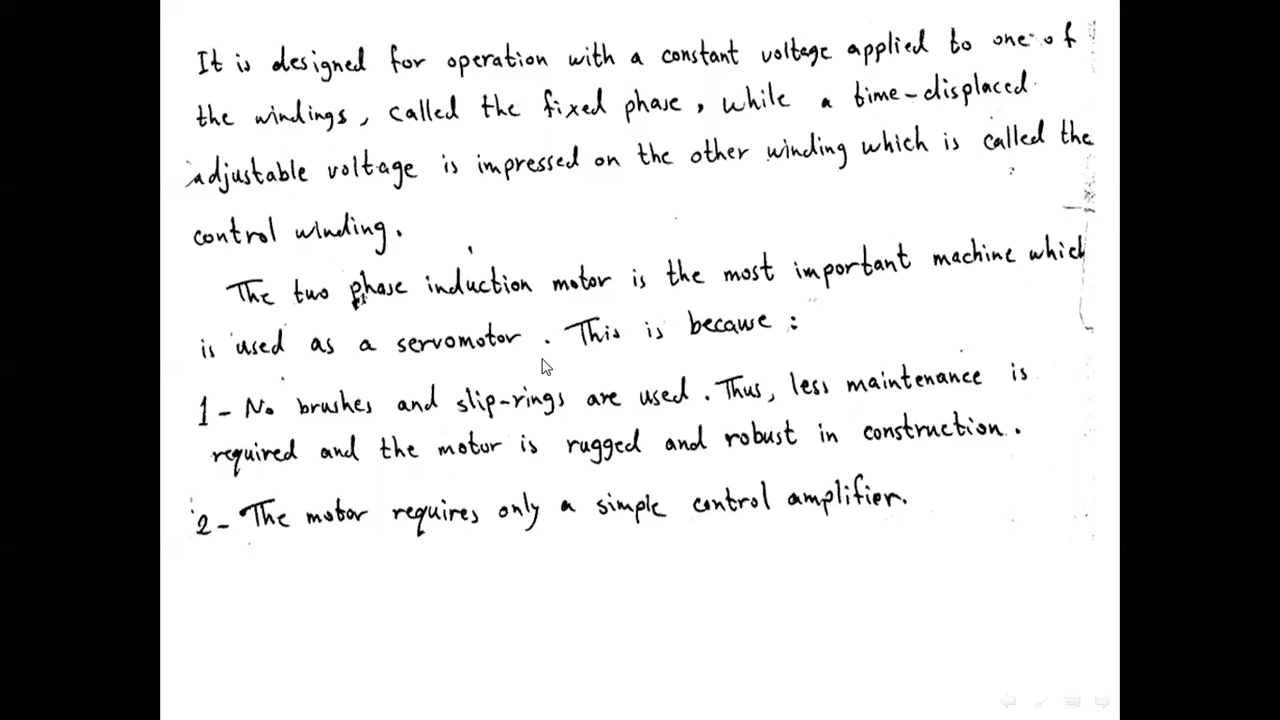 It is designed for operation with a constant voltage applied to one of
the windings, called the fixed phase, while a time-displaced
adjustable voltage is impressed on the other winding which is called the
control winding.
The two phase induction motor is the most important machine which
is used as a servomotor. This is because:
1- No brushes and slip-rings are used. Thus, less maintenance is
required and the motor is rugged and robust in construction.
2- The motor requires only a simple control amplifier.